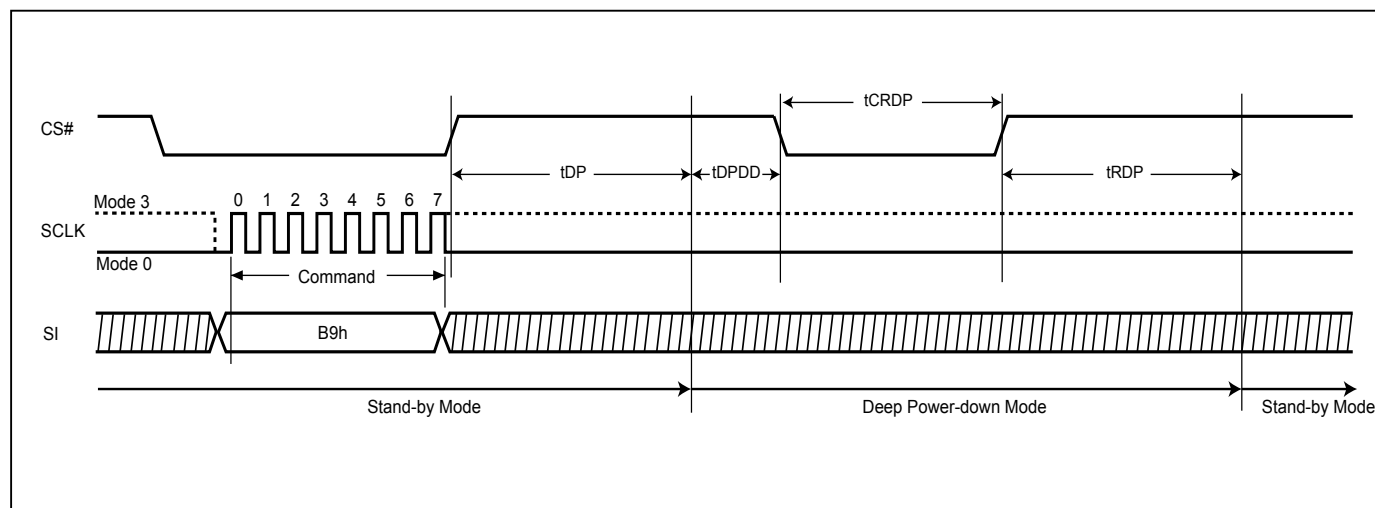 tCRDP
CS#
tDP
tDPDD
tRDP
Mode 3
0 1 2 3 4 5 6 7
SCLK
Mode 0
Command
SI
B9h
Stand-by Mode
Deep Power-down Mode
Stand-by Mode